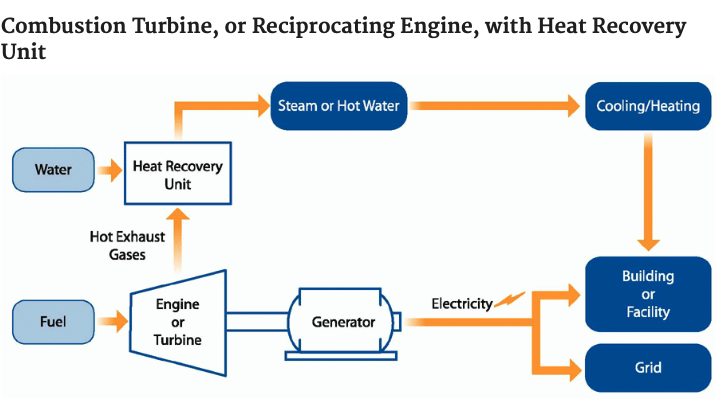 Combustion Turbine, or Reciprocating Engine, with Heat Recovery
Unit
Steam or Hot Water
Cooling/Heating
Water
Heat Recovery
Unit
Hot Exhaust
Gases
Building
or
Facility
Electricity
Fuel
Engine
or
Turbine
Generator
Grid